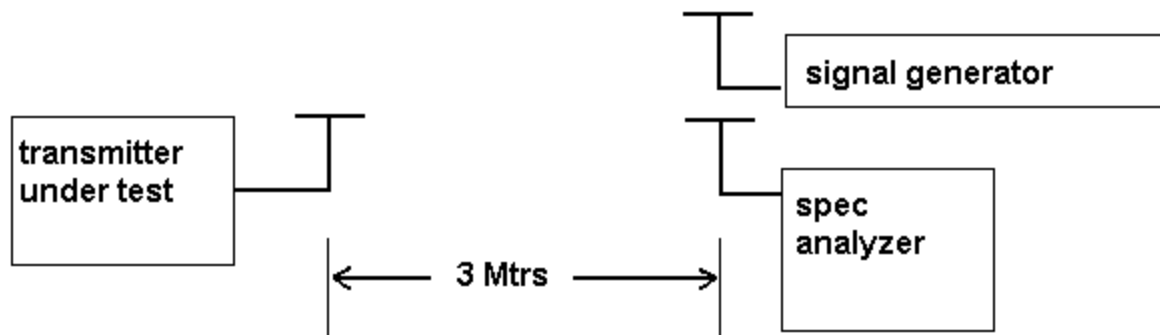 signal generator
transmitter
under test
spec
analyzer
3 Mtrs